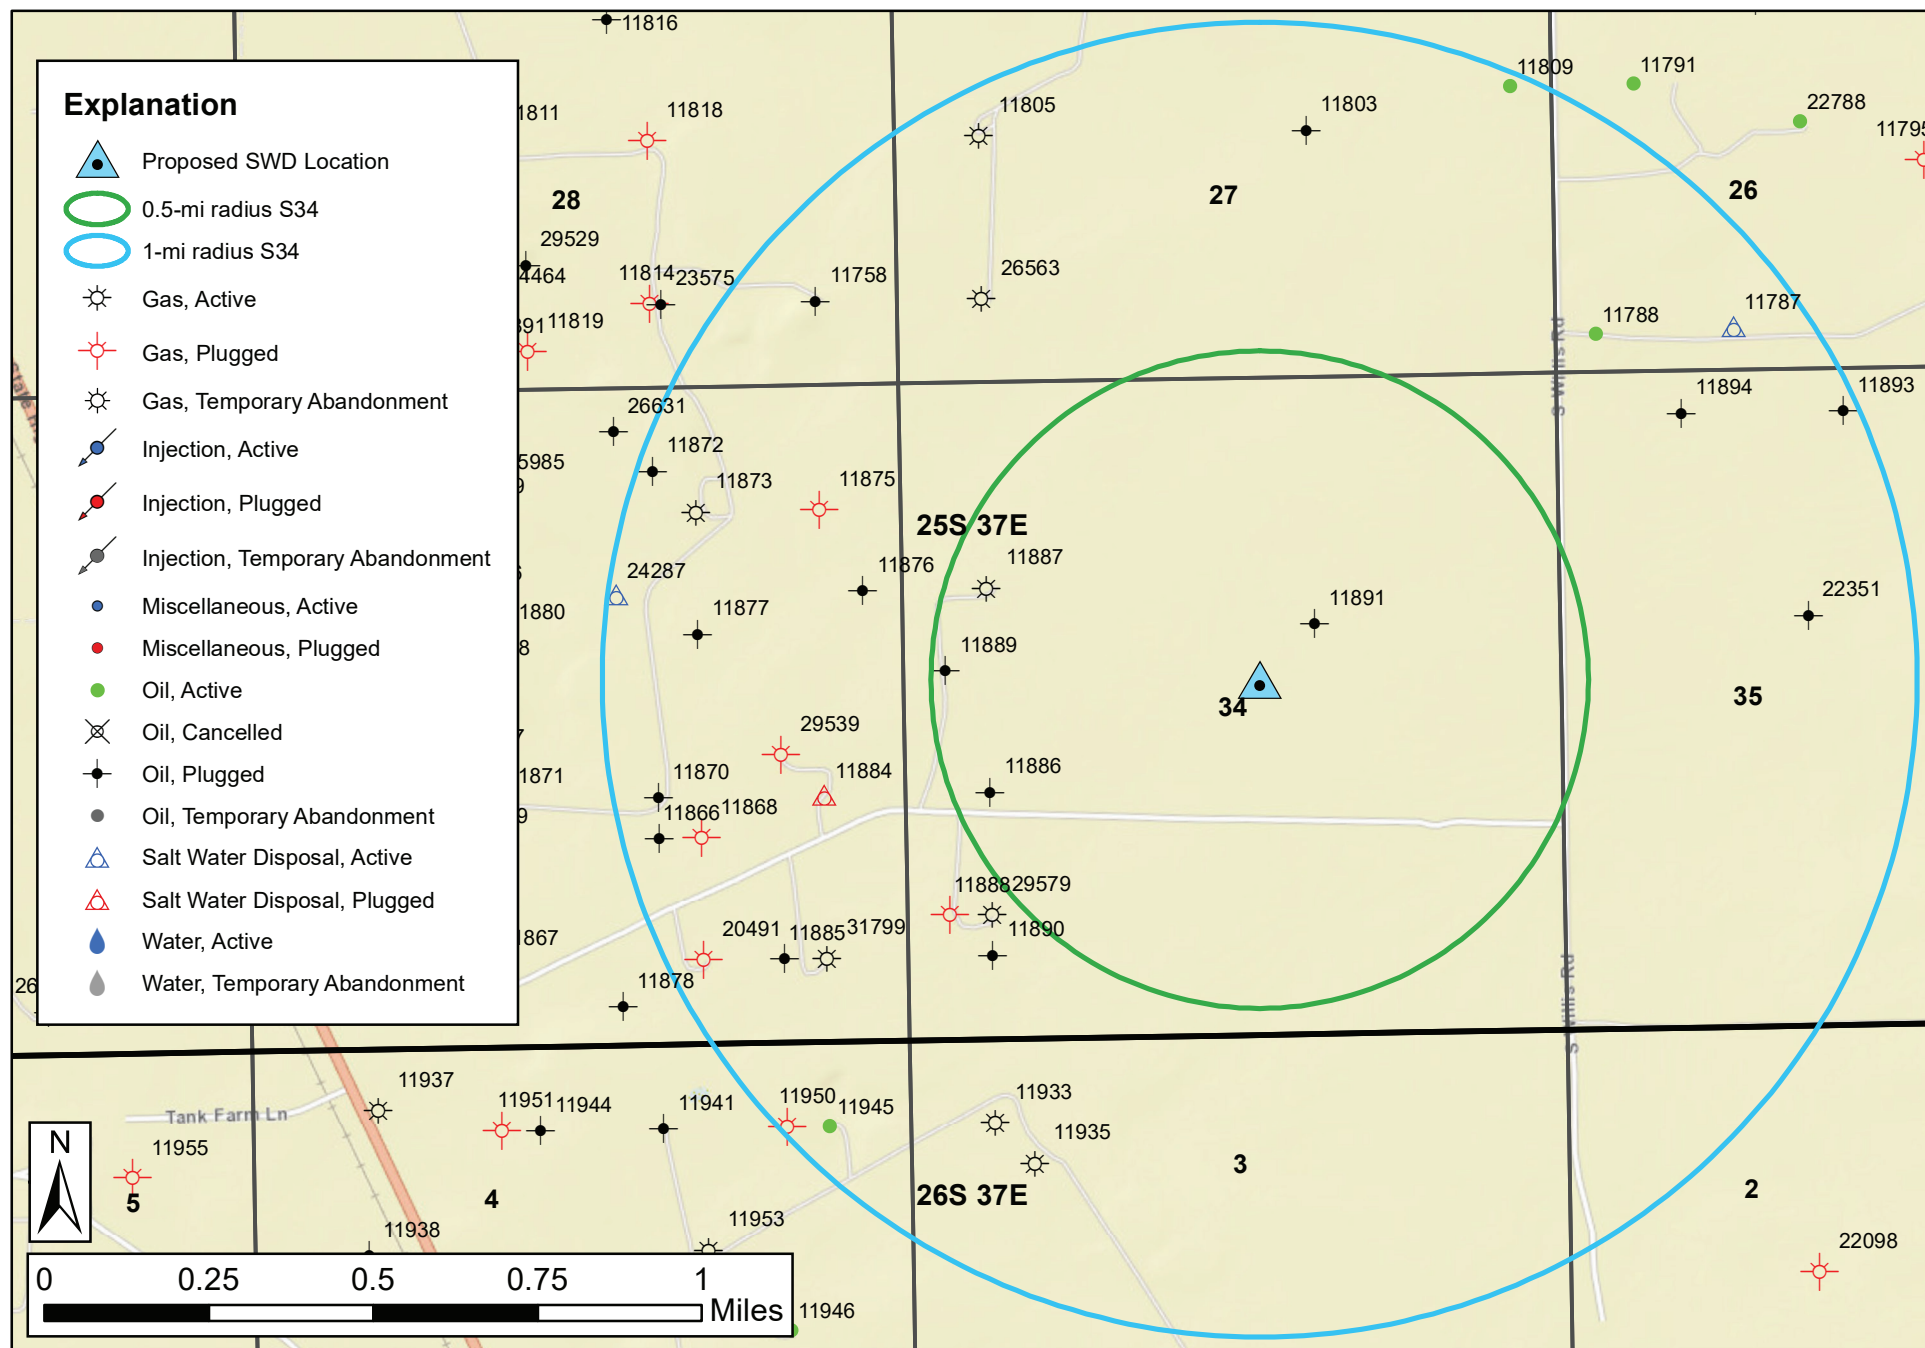 11816
Explanation
Proposed SWD Location
0.5-mi radius S34
1-mi radius S34
Gas, Active
Gas, Plugged
Gas, Temporary Abandonment
Injection, Active
Injection, Plugged
Injection, Temporary Abandonment
Miscellaneous, Active
Miscellaneous, Plugged
Oil, Active
Oil, Cancelled
Oil, Plugged
Oil, Temporary Abandonment
Salt Water Disposal, Active
Salt Water Disposal, Plugged
Water, Active
Water, Temporary Abandonment
11809
11791
11818
11805
11803
22788
11795
28
27
26
29529
11814
23575
11758
26563
11819
11788
11787
26631
11894
11893
11872
11873
11875
25S 37E
11887
11876
24287
11877
11891
22351
11889
34
35
29539
11870
11884
11886
11866
11868
11888
29579
20491
11885
31799
11890
11878
S Willis Rd
S Willis Rd
11937
11951
11944
11941
11950
11945
11933
11935
Tank Farm Ln
11955
5
4
26S 37E
3
2
11938
11953
22098
11946
N
0 0.25 0.5 0.75 1
Miles